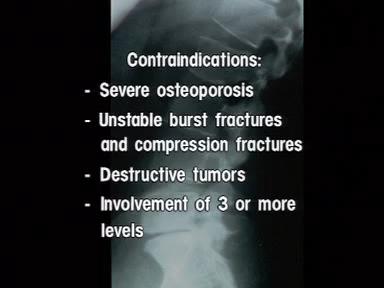 Contraindications:
- Severe osteoporosis
- Unstable burst fractures
and compression fractures
- Destructive tumors
- Involvement of 3 or more
levels